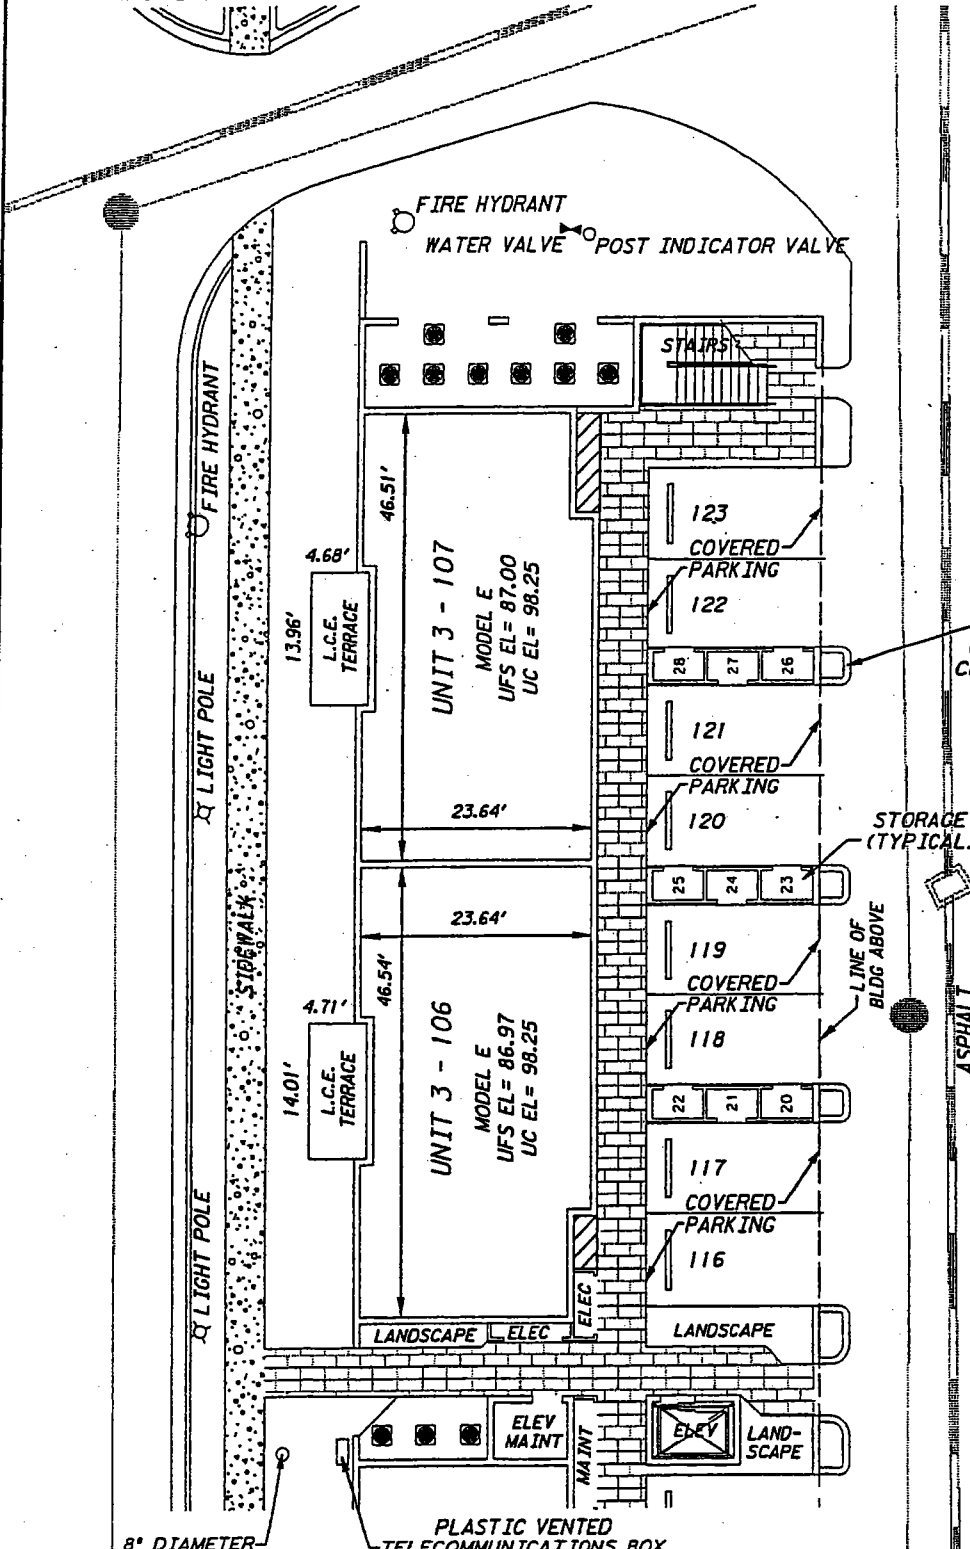 FIRE HYDRANT
WATER VALVE
POST INDICATOR VALVE
STAIRS
FIRE HYDRANT
46.51'
123
COVERED
PARKING
122
4.68'
13.96'
L.C.E.
TERRACE
UNIT 3 - 107
MODEL E
UFS EL= 87.00
UC EL= 98.25
28
27
26
LIGHT POLE
121
COVERED
PARKING
120
23.64'
STORAGE
(TYPICAL)
25
24
23
SIDEWALK
23.64'
46.54'
119
COVERED
PARKING
118
LINE OF
BLDG ABOVE
ASPHALT
4.71'
14.01'
L.C.E.
TERRACE
UNIT 3 - 106
MODEL E
UFS EL= 86.97
UC EL= 98.25
22
21
20
117
COVERED
PARKING
116
LIGHT POLE
ELEC
LANDSCAPE
ELEC
LANDSCAPE
ELEV
MAINT
MAINT
ELEV
LAND-
SCAPE
8" DIAMETER
PLASTIC VENTED
TELECOMMUNICATIONS BOX